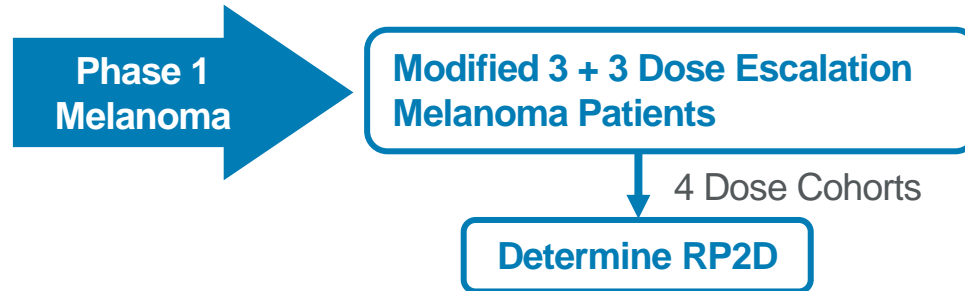 Phase 1
Melanoma
Modified 3 + 3 Dose Escalation
Melanoma Patients
4 Dose Cohorts
Determine RP2D